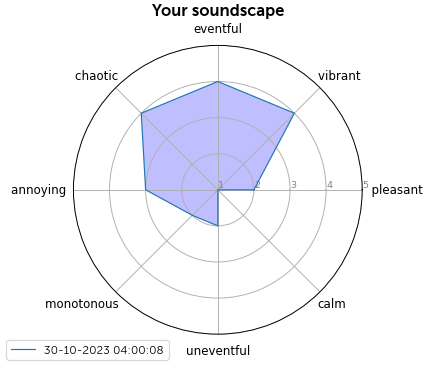 Your soundscape
eventful
chaotic
vibrant
annoying
1
2
3
4
5
pleasant
monotonous
calm
30-10-2023 04:00:08
uneventful